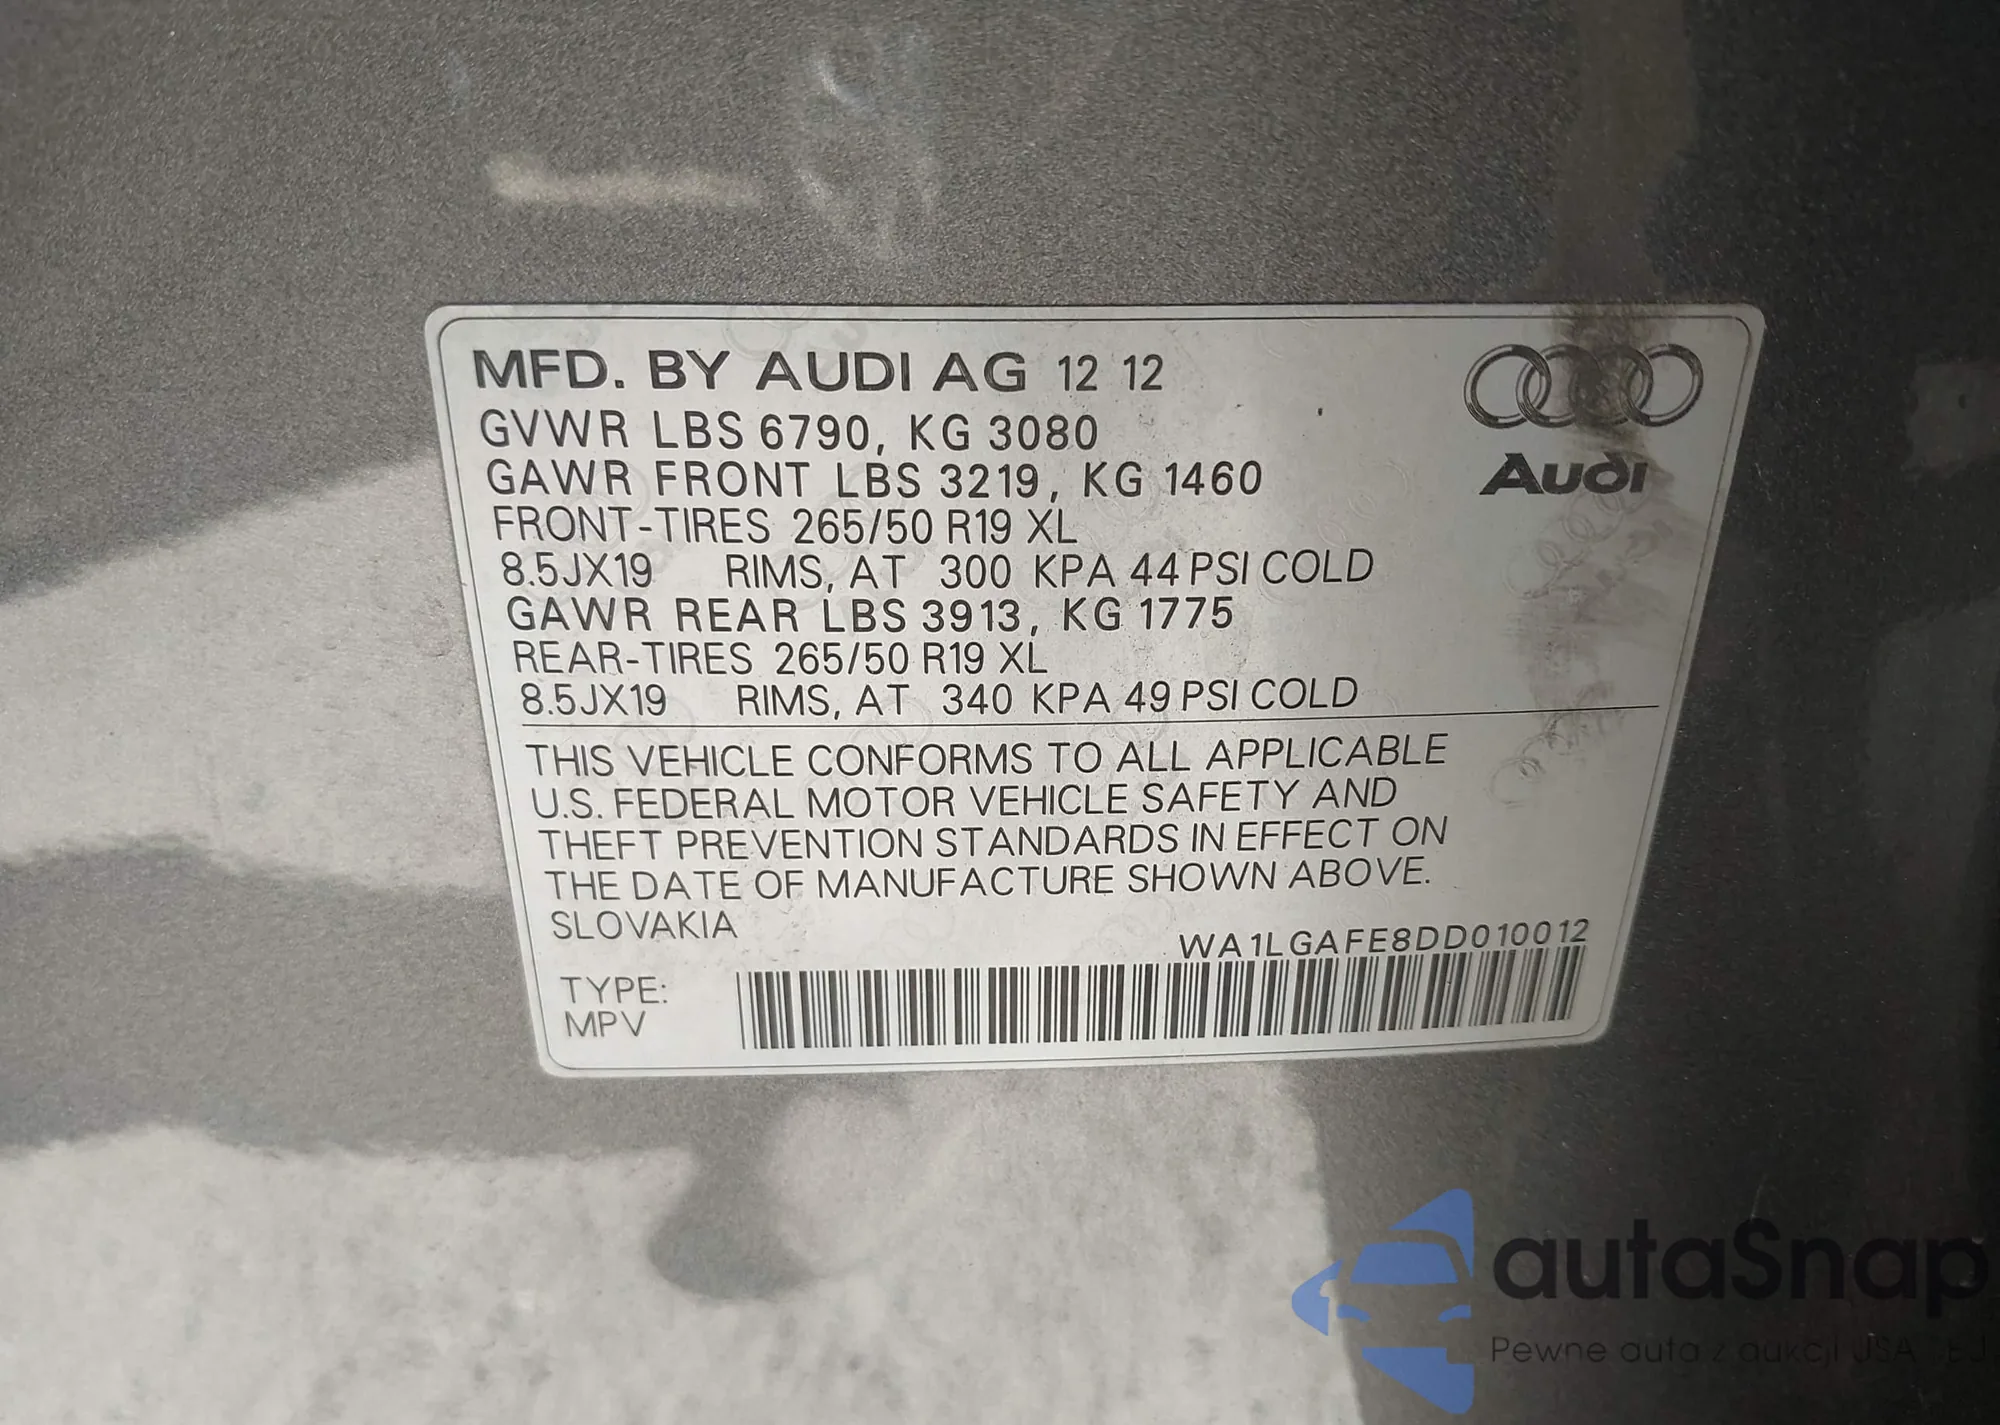 MFD. BY AUDI AG 12 12
GVWR LBS 6790, KG 3080
GAWR FRONT LBS 3219, KG 1460
FRONT-TIRES 265/50 R19 XL
8.5JX19 RIMS, AT 300 KPA 44 PSI COLD
GAWR REAR LBS 3913, KG 1775
REAR-TIRES 265/50 R19 XL
8.5JX19 RIMS, AT 340 KPA 49 PSI COLD
Audi
THIS VEHICLE CONFORMS TO ALL APPLICABLE
U.S. FEDERAL MOTOR VEHICLE SAFETY AND
THEFT PREVENTION STANDARDS IN EFFECT ON
THE DATE OF MANUFACTURE SHOWN ABOVE.
SLOVAKIA
WA1LGAFE8DD010012
TYPE:
MPV
autaSnap
Pewne auto z aukcji USA